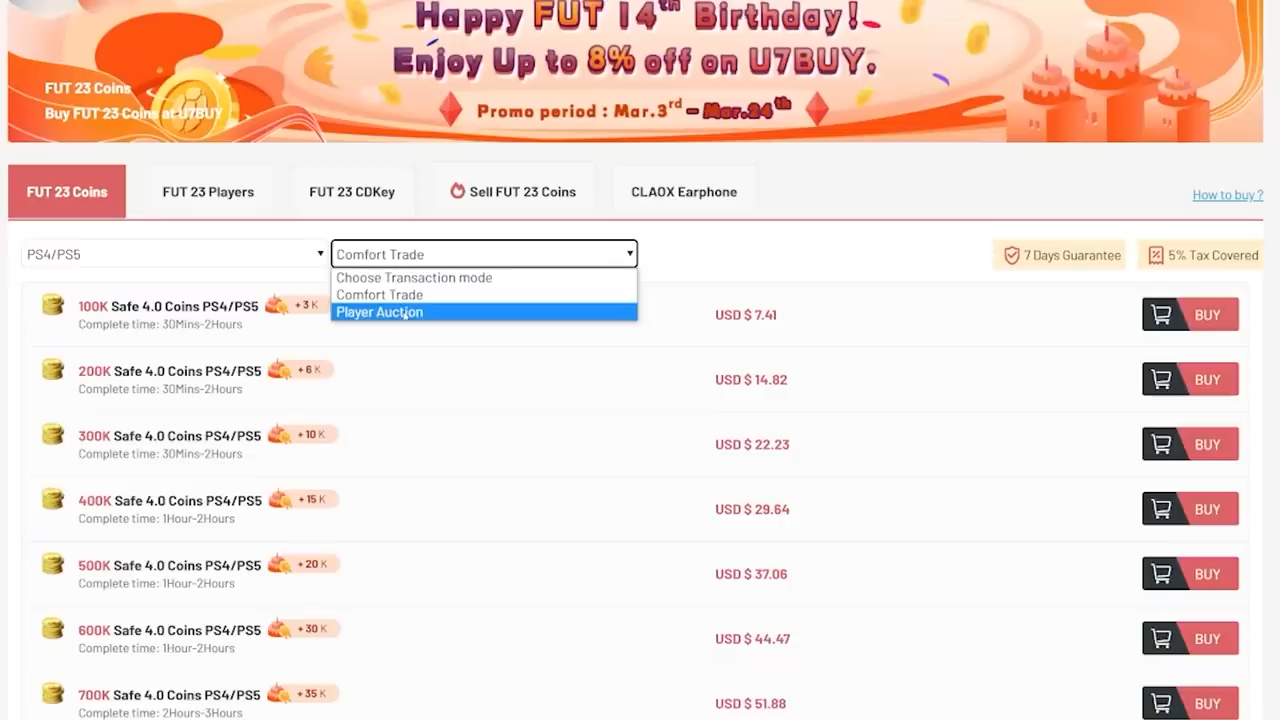 Happy FUT 14th Birthday!
Enjoy Up to 8% off on U7BUY.
Promo period : Mar.3rd - Mar.24th
FUT 23 Coins
Buy FUT 23 Coins at U7BUY
FUT 23 Coins
FUT 23 Players
FUT 23 CDKey
Sell FUT 23 Coins
CLAOX Earphone
How to buy ?
PS4/PS5
Comfort Trade
7 Days Guarantee
5% Tax Covered
Choose Transaction mode
Comfort Trade
Player Auction
100K Safe 4.0 Coins PS4/PS5 +3 K
Complete time: 30Mins-2Hours
USD $ 7.41
BUY
200K Safe 4.0 Coins PS4/PS5 +6 K
Complete time: 30Mins-2Hours
USD $ 14.82
BUY
300K Safe 4.0 Coins PS4/PS5 +10 K
Complete time: 30Mins-2Hours
USD $ 22.23
BUY
400K Safe 4.0 Coins PS4/PS5 +15 K
Complete time: 1Hour-2Hours
USD $ 29.64
BUY
500K Safe 4.0 Coins PS4/PS5 +20 K
Complete time: 1Hour-2Hours
USD $ 37.06
BUY
600K Safe 4.0 Coins PS4/PS5 +30 K
Complete time: 1Hour-2Hours
USD $ 44.47
BUY
700K Safe 4.0 Coins PS4/PS5 +35 K
Complete time: 2Hours-3Hours
USD $ 51.88
BUY